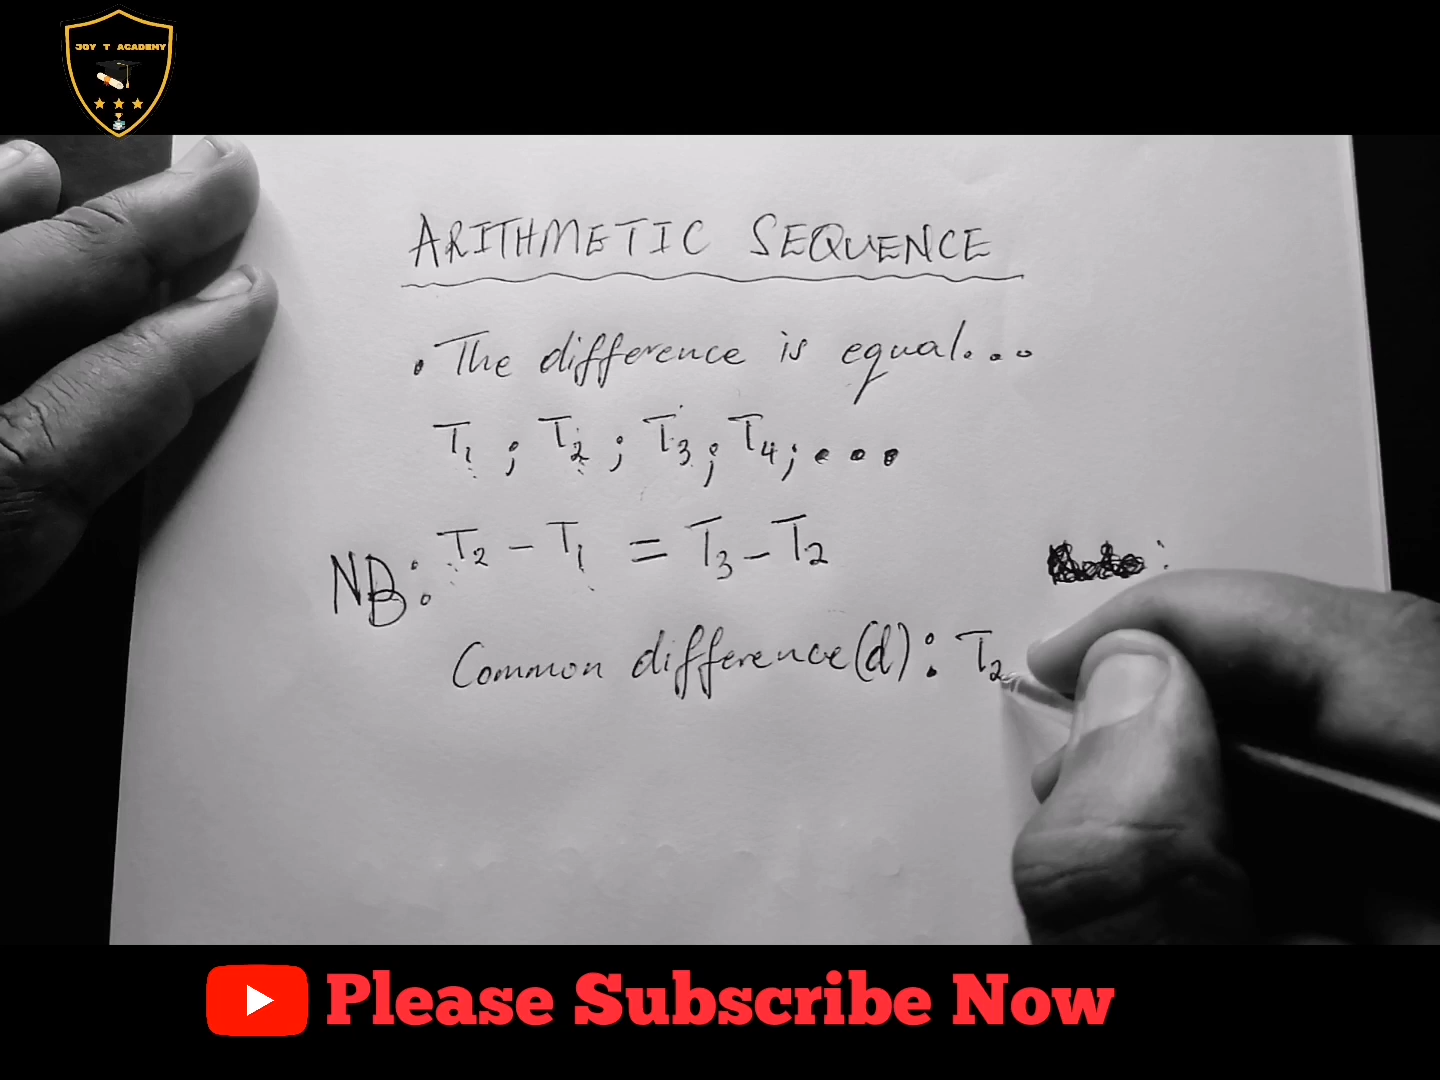 JOY T ACADEMY
ARITHMETIC SEQUENCE
• The difference is equal...
T₁ ; T₂ ; T₃ ; T₄ ; ...
NB: T₂ - T₁ = T₃ - T₂
Common difference (d) : T₂
Please Subscribe Now